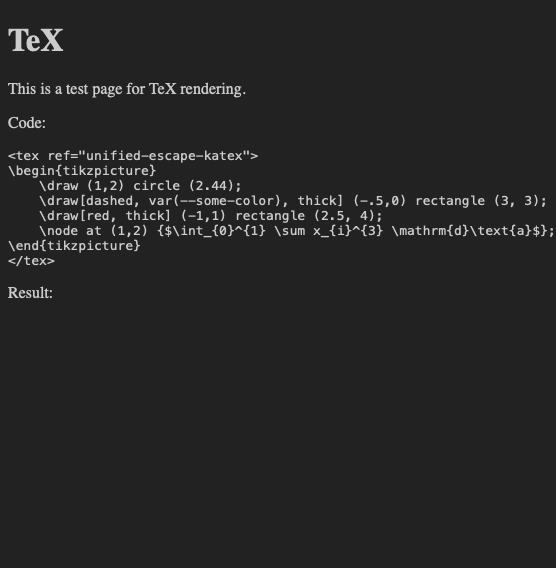 TeX
This is a test page for TeX rendering.
Code:
<tex ref="unified-escape-katex">
\begin{tikzpicture}
    \draw (1,2) circle (2.44);
    \draw[dashed, var(--some-color), thick] (-.5,0) rectangle (3, 3);
    \draw[red, thick] (-1,1) rectangle (2.5, 4);
    \node at (1,2) {$\int_{0}^{1} \sum x_{i}^{3} \mathrm{d}\text{a}$};
\end{tikzpicture}
</tex>
Result: